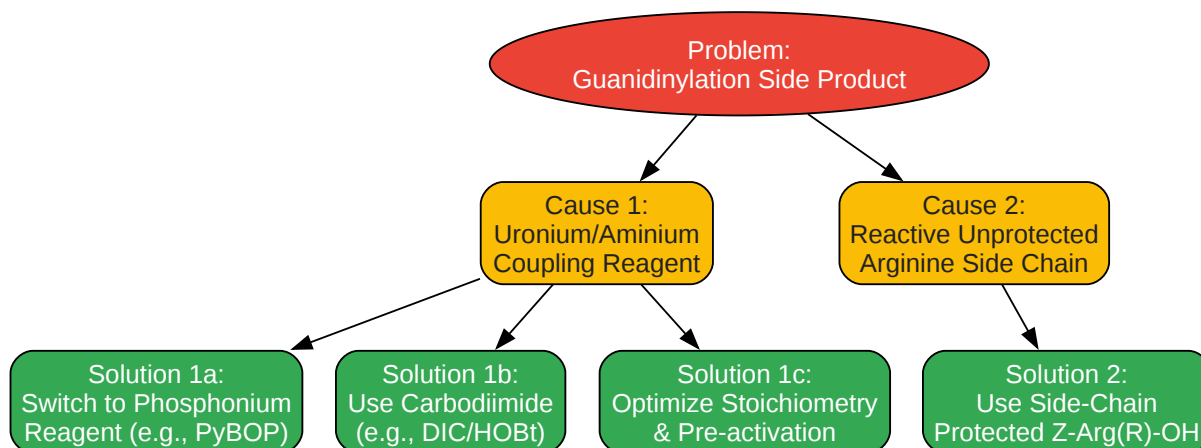 Problem:
Guanidinylation Side Product
Cause 1:
Uronium/Aminium
Coupling Reagent
Cause 2:
Reactive Unprotected
Arginine Side Chain
Solution 1a:
Switch to Phosphonium
Reagent (e.g., PyBOP)
Solution 1b:
Use Carbodiimide
(e.g., DIC/HOBt)
Solution 1c:
Optimize Stoichiometry
& Pre-activation
Solution 2:
Use Side-Chain
Protected Z-Arg(R)-OH